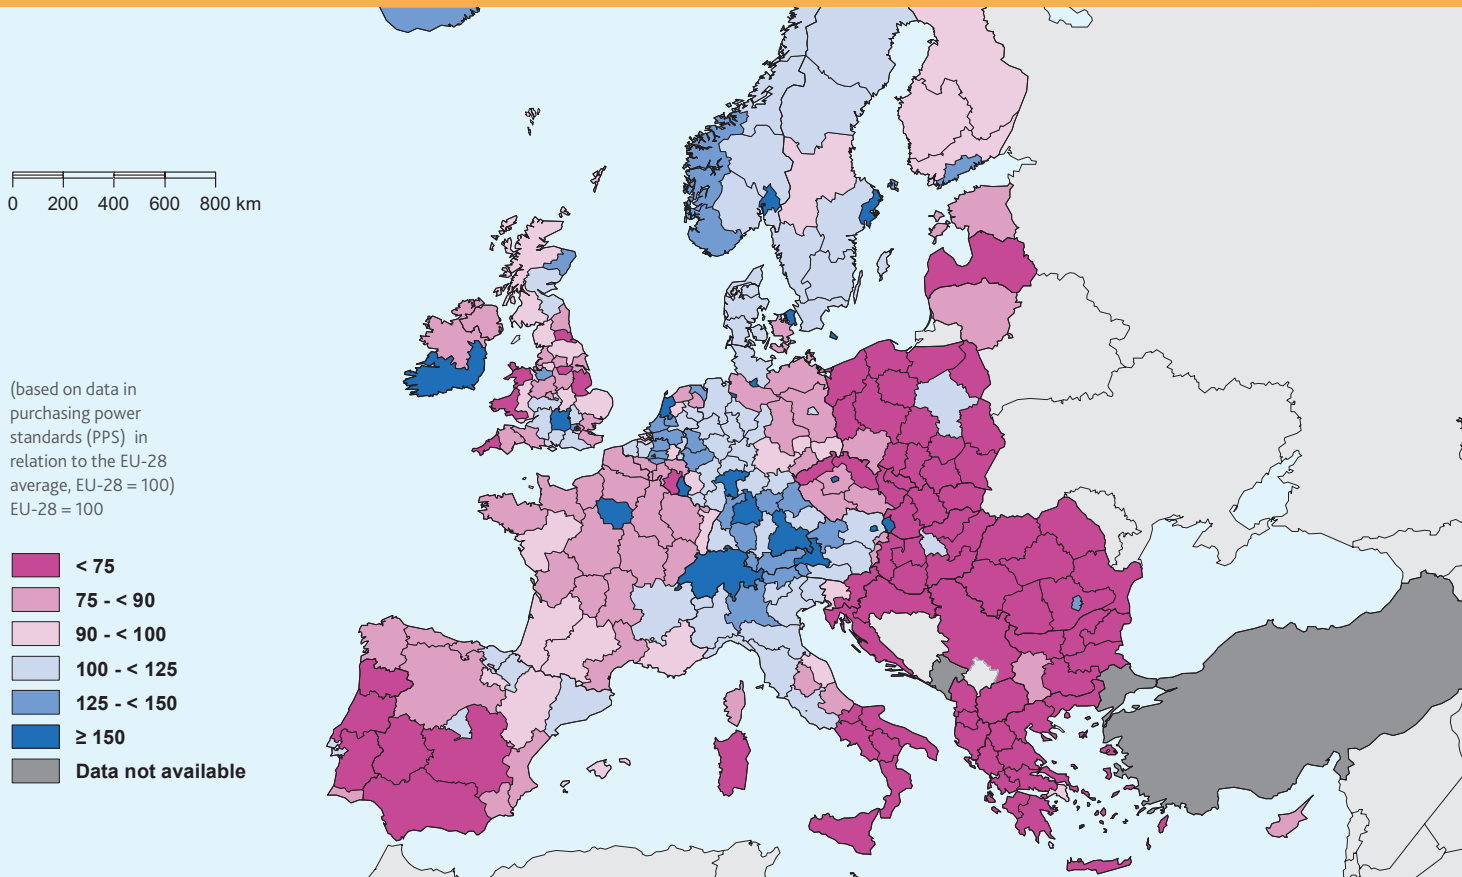 0 200 400 600 800 km
(based on data in
purchasing power
standards (PPS) in
relation to the EU-28
average, EU-28 = 100)
EU-28 = 100
< 75
75 - < 90
90 - < 100
100 - < 125
125 - < 150
≥ 150
Data not available